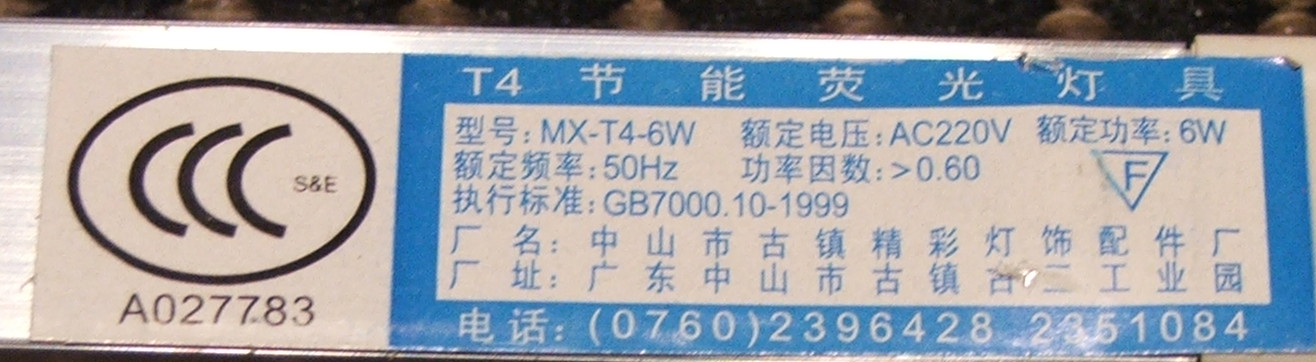 CCC S&E
A027783
T4 节能荧光灯具
型号: MX-T4-6W 额定电压: AC220V 额定功率: 6W
额定频率: 50Hz 功率因数: >0.60
F
执行标准: GB7000.10-1999
厂名: 中山市古镇精彩灯饰配件厂
厂址: 广东中山市古镇古二工业园
电话: (0760)2396428 2351084